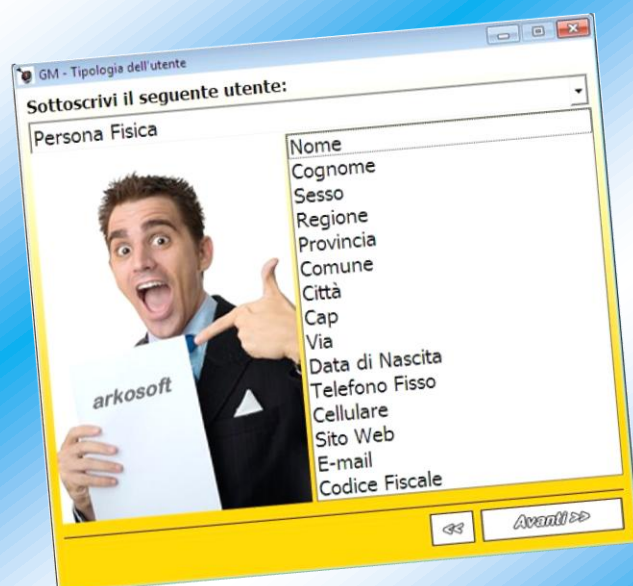 GM - Tipologia dell'utente
Sottoscrivi il seguente utente:
Persona Fisica
Nome
Cognome
Sesso
Regione
Provincia
Comune
Città
Cap
Via
Data di Nascita
Telefono Fisso
Cellulare
Sito Web
E-mail
Codice Fiscale
arkosoft
<< Avanti >>